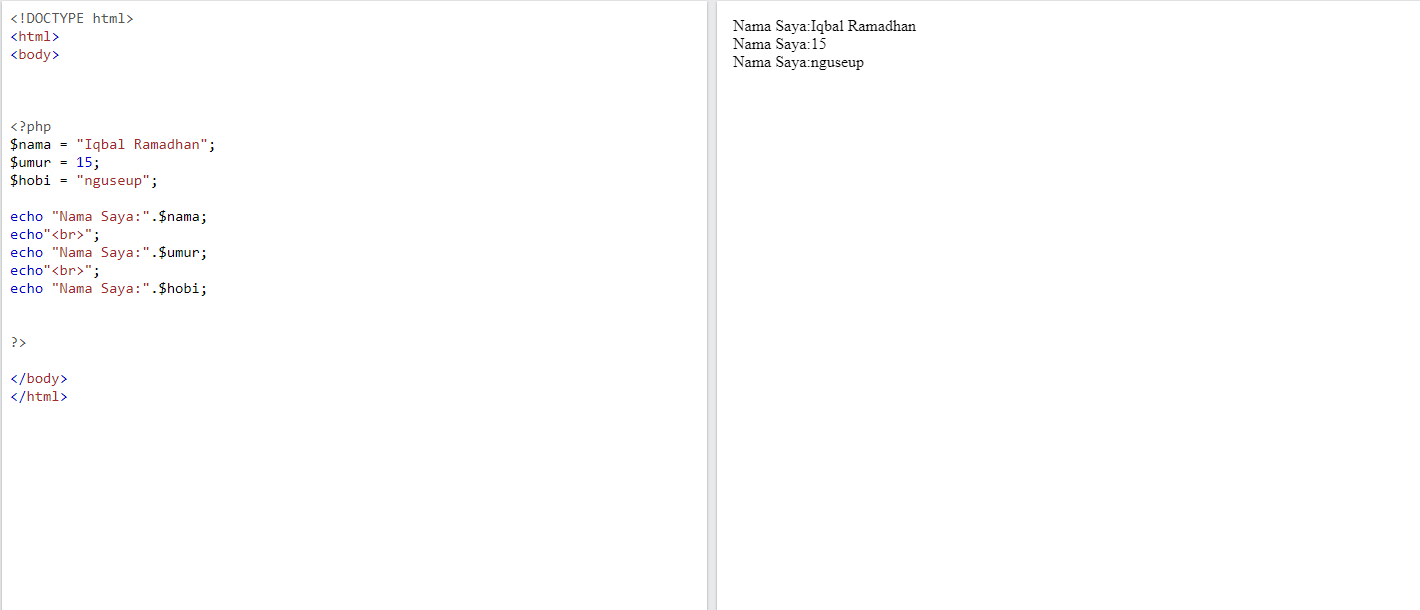 <!DOCTYPE html>
<html>
<body>
<?php
$nama = "Iqbal Ramadhan";
$umur = 15;
$hobi = "nguseup";
echo "Nama Saya:".$nama;
echo"<br>";
echo "Nama Saya:".$umur;
echo"<br>";
echo "Nama Saya:".$hobi;
?>
</body>
</html>
Nama Saya:Iqbal Ramadhan
Nama Saya:15
Nama Saya:nguseup